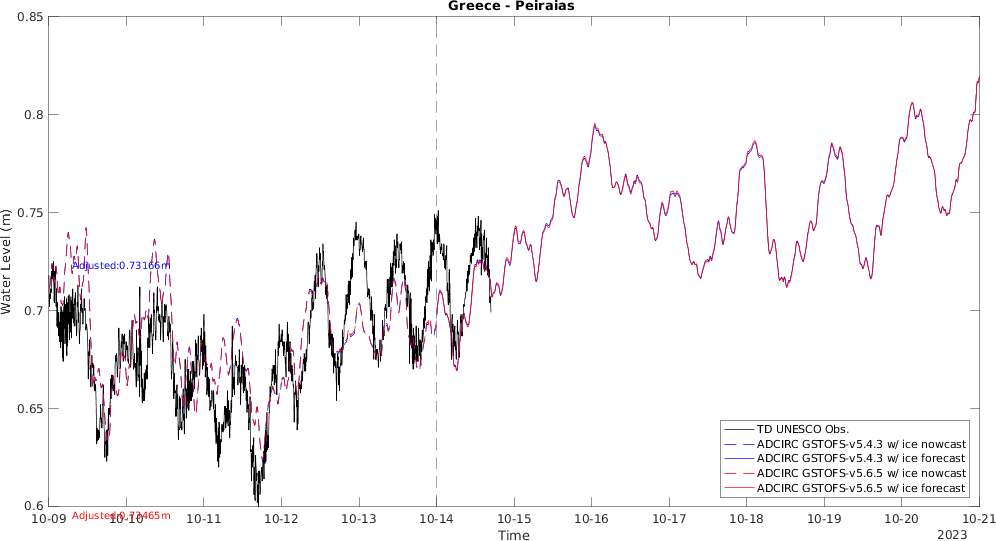 Greece - Peiraias
0.85
0.8
0.75
0.7
0.65
0.6
Water Level (m)
Adjusted:0.73166m
Adjusted:0.73465m
10-09
10-10
10-11
10-12
10-13
10-14
10-15
10-16
10-17
10-18
10-19
10-20
10-21
Time
2023
TD UNESCO Obs.
ADCIRC GSTOFS-v5.4.3 w/ ice nowcast
ADCIRC GSTOFS-v5.4.3 w/ ice forecast
ADCIRC GSTOFS-v5.6.5 w/ ice nowcast
ADCIRC GSTOFS-v5.6.5 w/ ice forecast